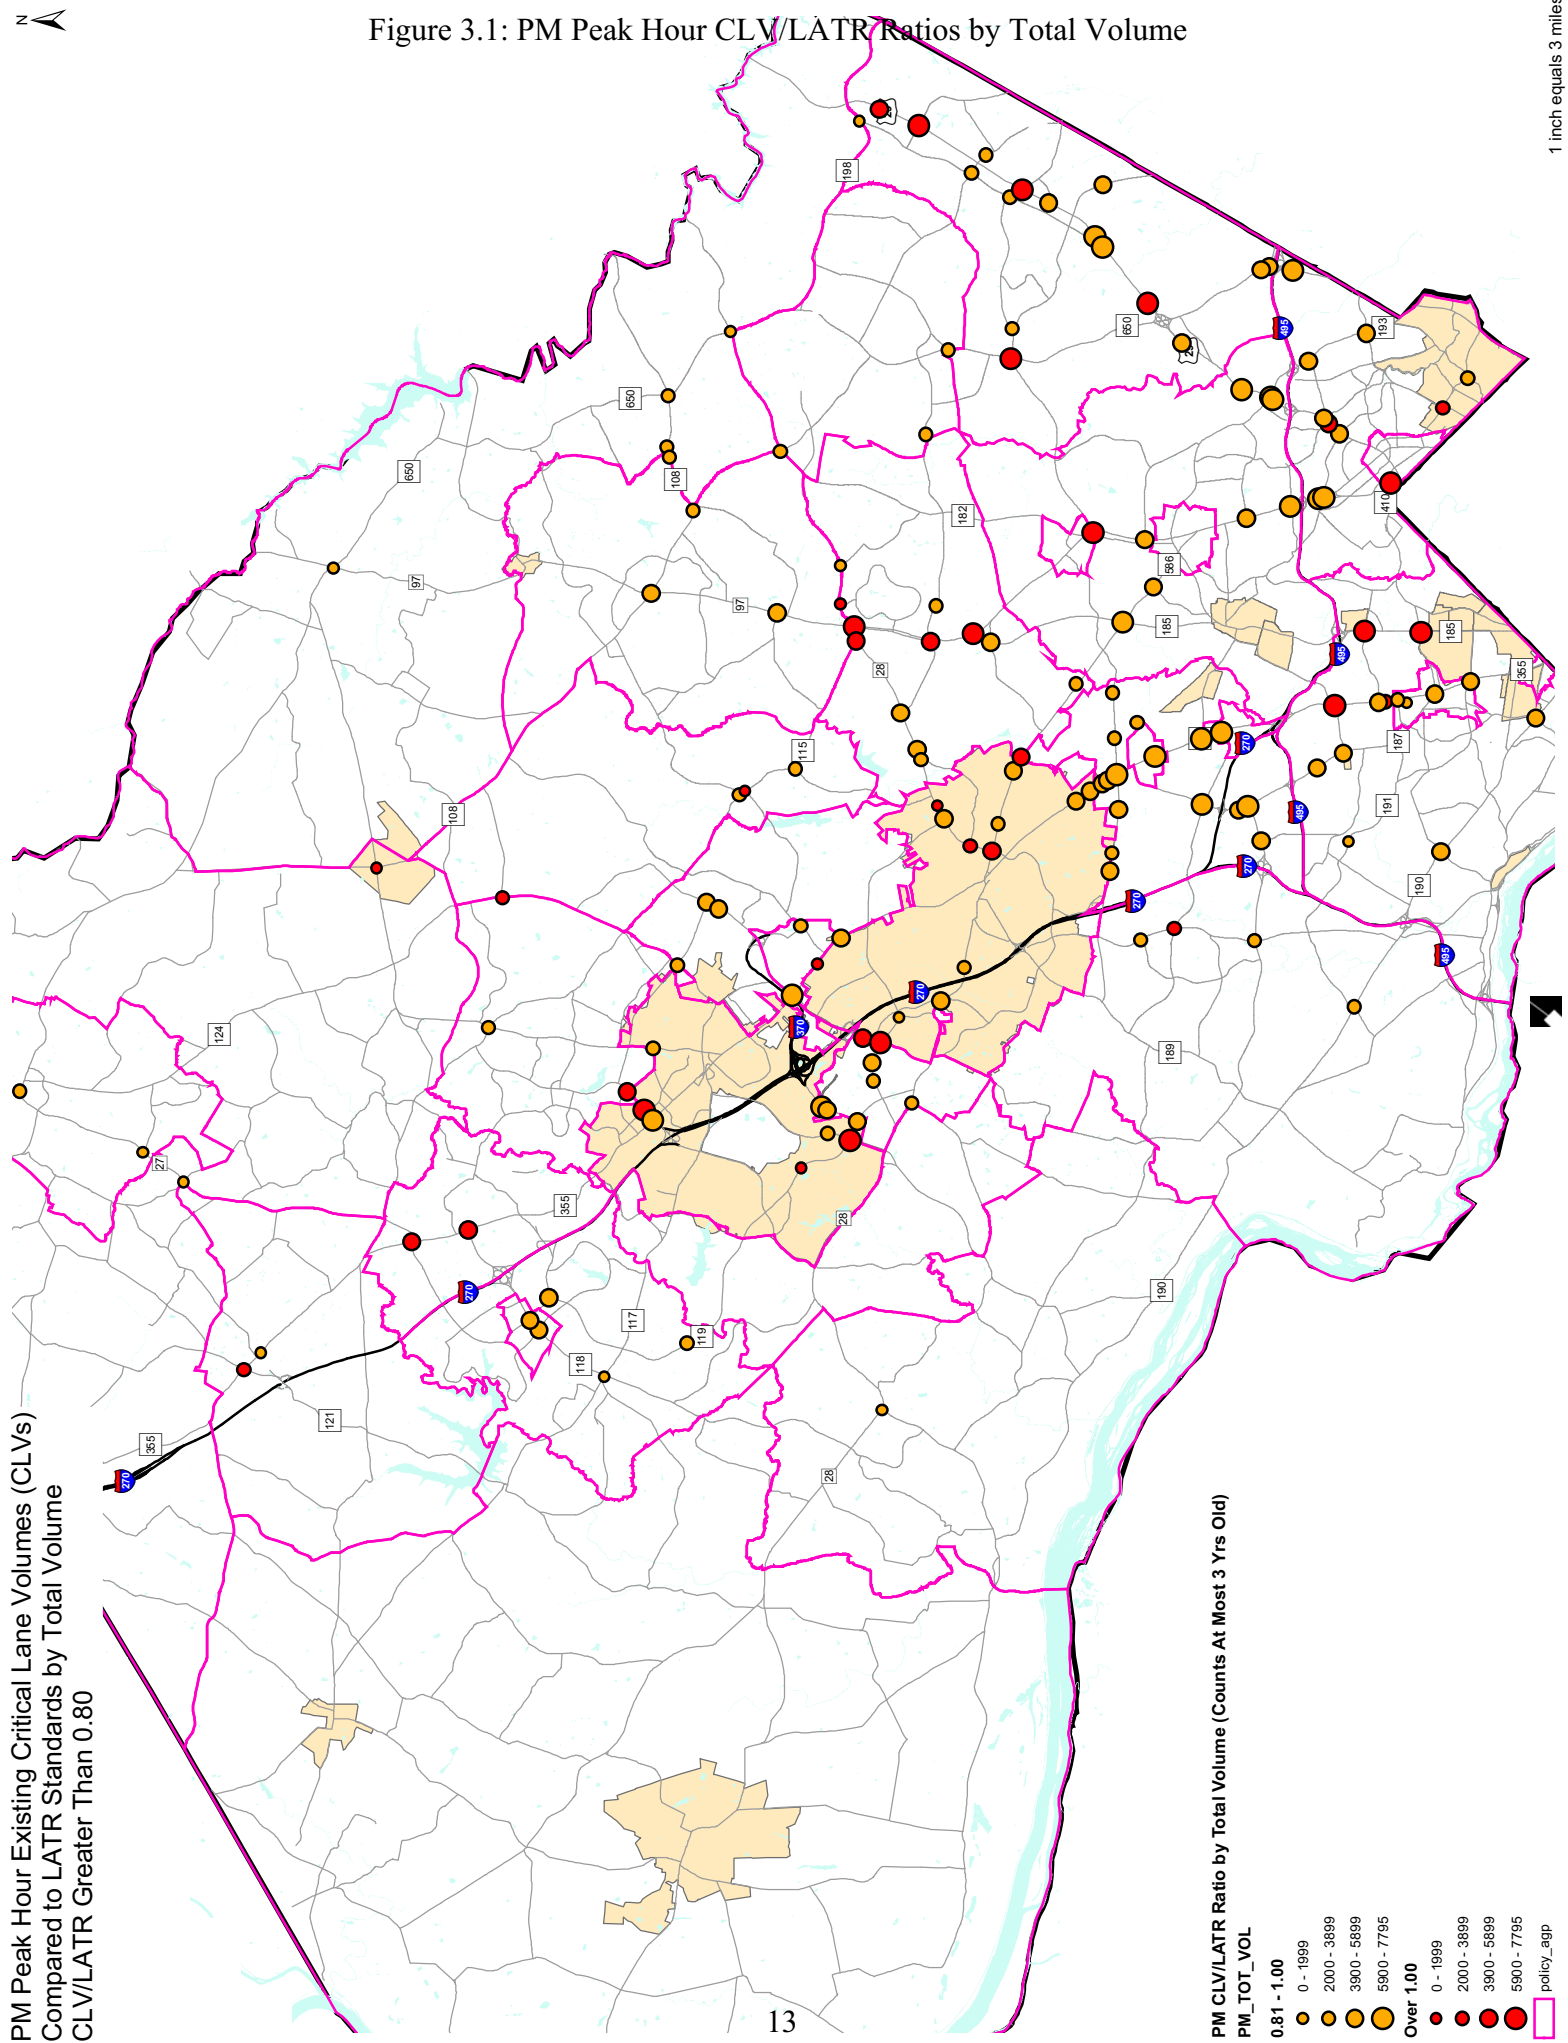 Figure 3.1: PM Peak Hour CLV/LATR Ratios by Total Volume
PM Peak Hour Existing Critical Lane Volumes (CLVs)
Compared to LATR Standards by Total Volume
CLV/LATR Greater Than 0.80
N
1 inch equals 3 miles
29
198
650
29
495
193
650
650
108
97
97
182
410
586
185
185
495
355
28
115
108
270
187
495
191
270
270
190
495
270
370
124
189
27
355
28
270
190
117
119
118
121
355
270
28
PM CLV/LATR Ratio by Total Volume (Counts At Most 3 Yrs Old)
PM_TOT_VOL
0.81 - 1.00
0 - 1999
2000 - 3899
3900 - 5899
5900 - 7795
Over 1.00
0 - 1999
2000 - 3899
3900 - 5899
5900 - 7795
policy_agp
13